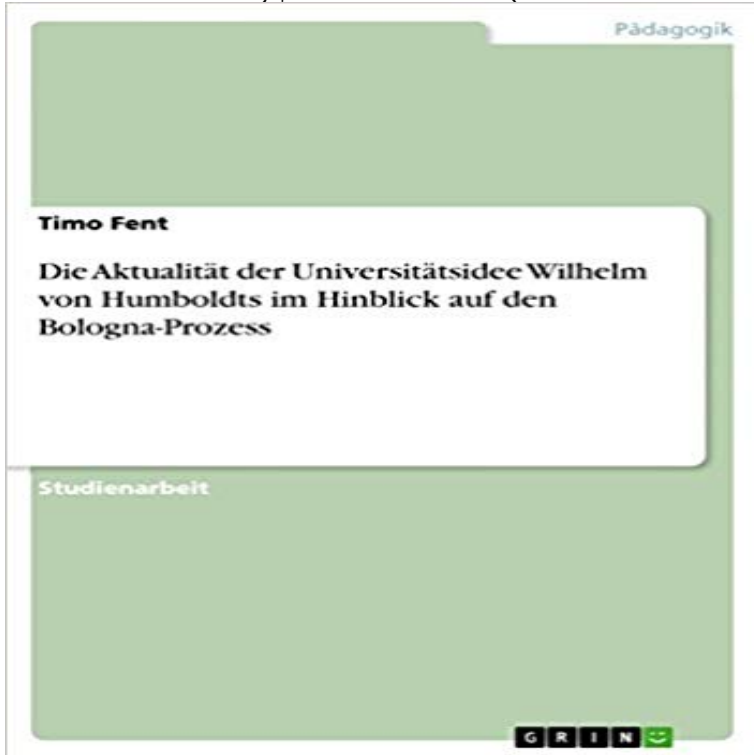 Pädagogik
Timo Fent
Die Aktualität der Universitätsidee Wilhelm
von Humboldts im Hinblick auf den
Bologna-Prozess
Studienarbeit
GRIN